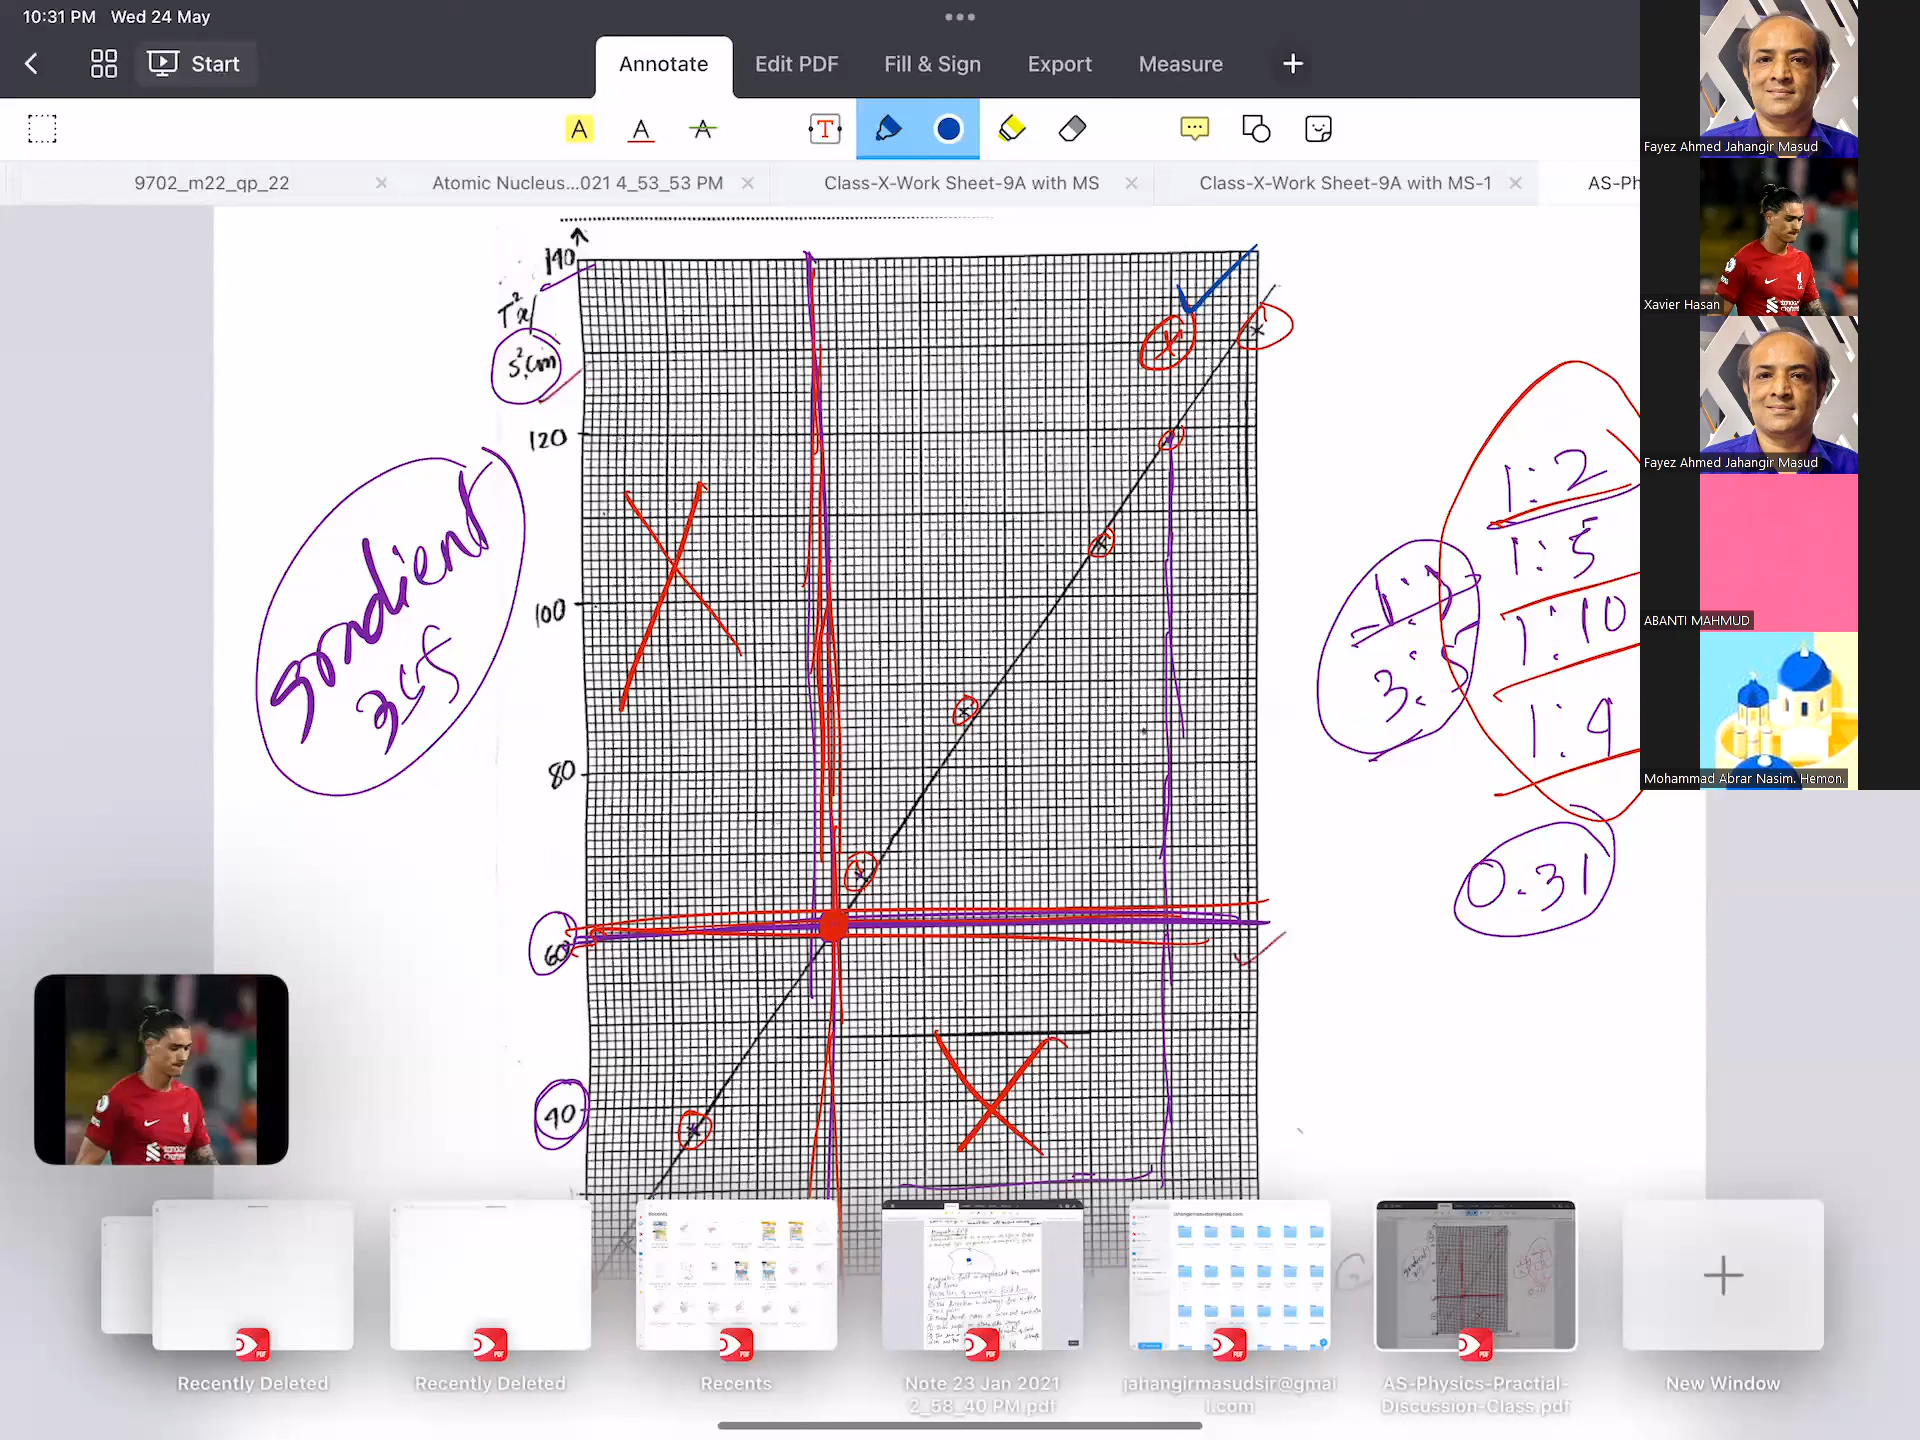 10:31 PM Wed 24 May
Start
Annotate
Edit PDF
Fill & Sign
Export
Measure
9702_m22_qp_22
Atomic Nucleus...021 4_53_53 PM
Class-X-Work Sheet-9A with MS
Class-X-Work Sheet-9A with MS-1
AS-Ph
Fayez Ahmed Jahangir Masud
Xavier Hasan
Fayez Ahmed Jahangir Masud
ABANTI MAHMUD
Mohammad Abrar Nasim. Hemon.
140
T²x/
s²cm
120
100
80
60
40
gradient
345
1:2
1:5
1:10
1:4
1:3
3:5
0.31
Recently Deleted
Recently Deleted
Recents
Note 23 Jan 2021
2_58_40 PM.pdf
jahangirmasudsir@gmai
l.com
AS-Physics-Practial-
Discussion-Class.pdf
New Window